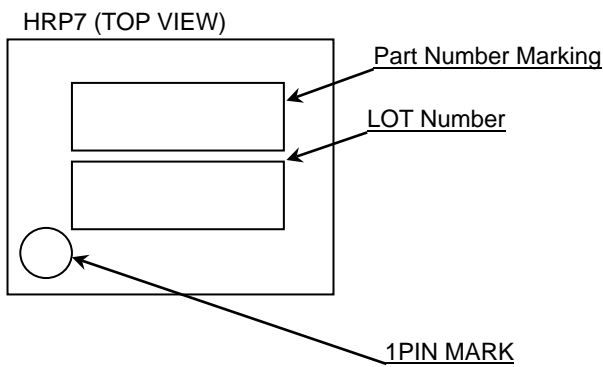 HRP7 (TOP VIEW)
Part Number Marking
LOT Number
1PIN MARK